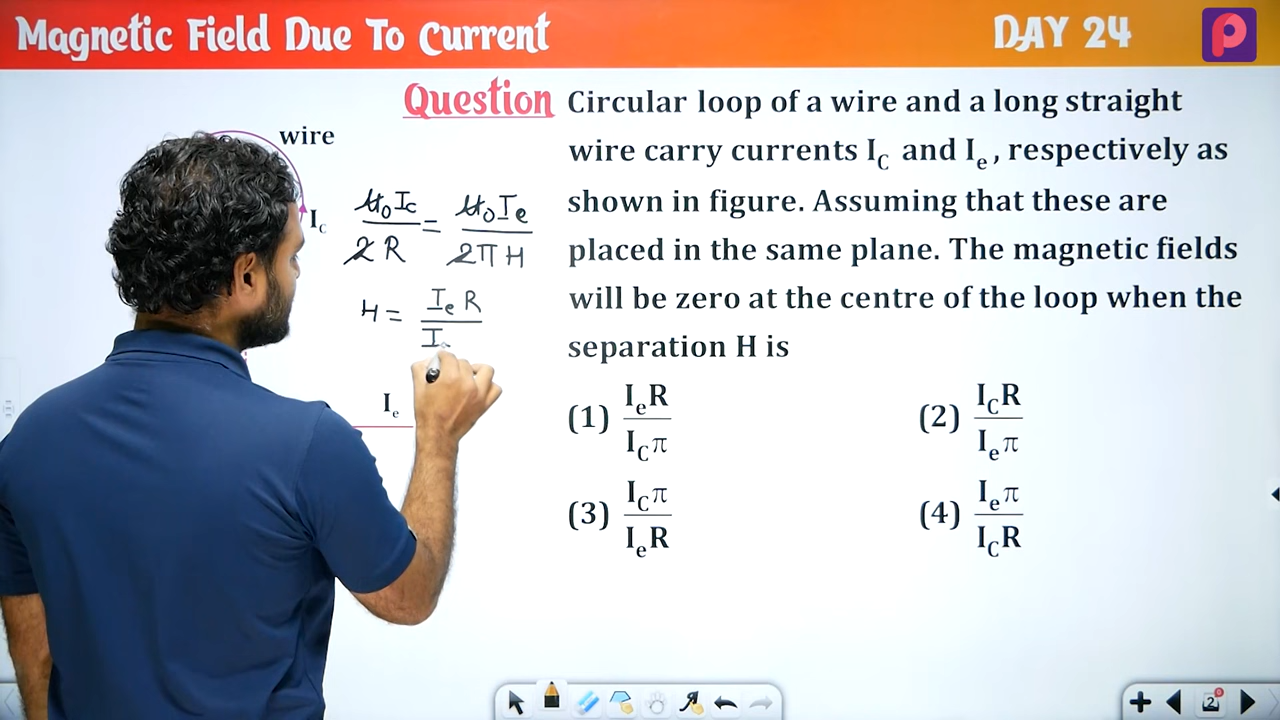 Magnetic Field Due To Current
DAY 24
Question Circular loop of a wire and a long straight
wire carry currents I_C and I_e, respectively as
shown in figure. Assuming that these are
placed in the same plane. The magnetic fields
will be zero at the centre of the loop when the
separation H is
(1) I_eR / I_Cπ
(2) I_CR / I_eπ
(3) I_Cπ / I_eR
(4) I_eπ / I_CR
wire
I_c
μ₀I_c / 2R = μ₀I_e / 2πH
H = I_e R / I
I_e
2